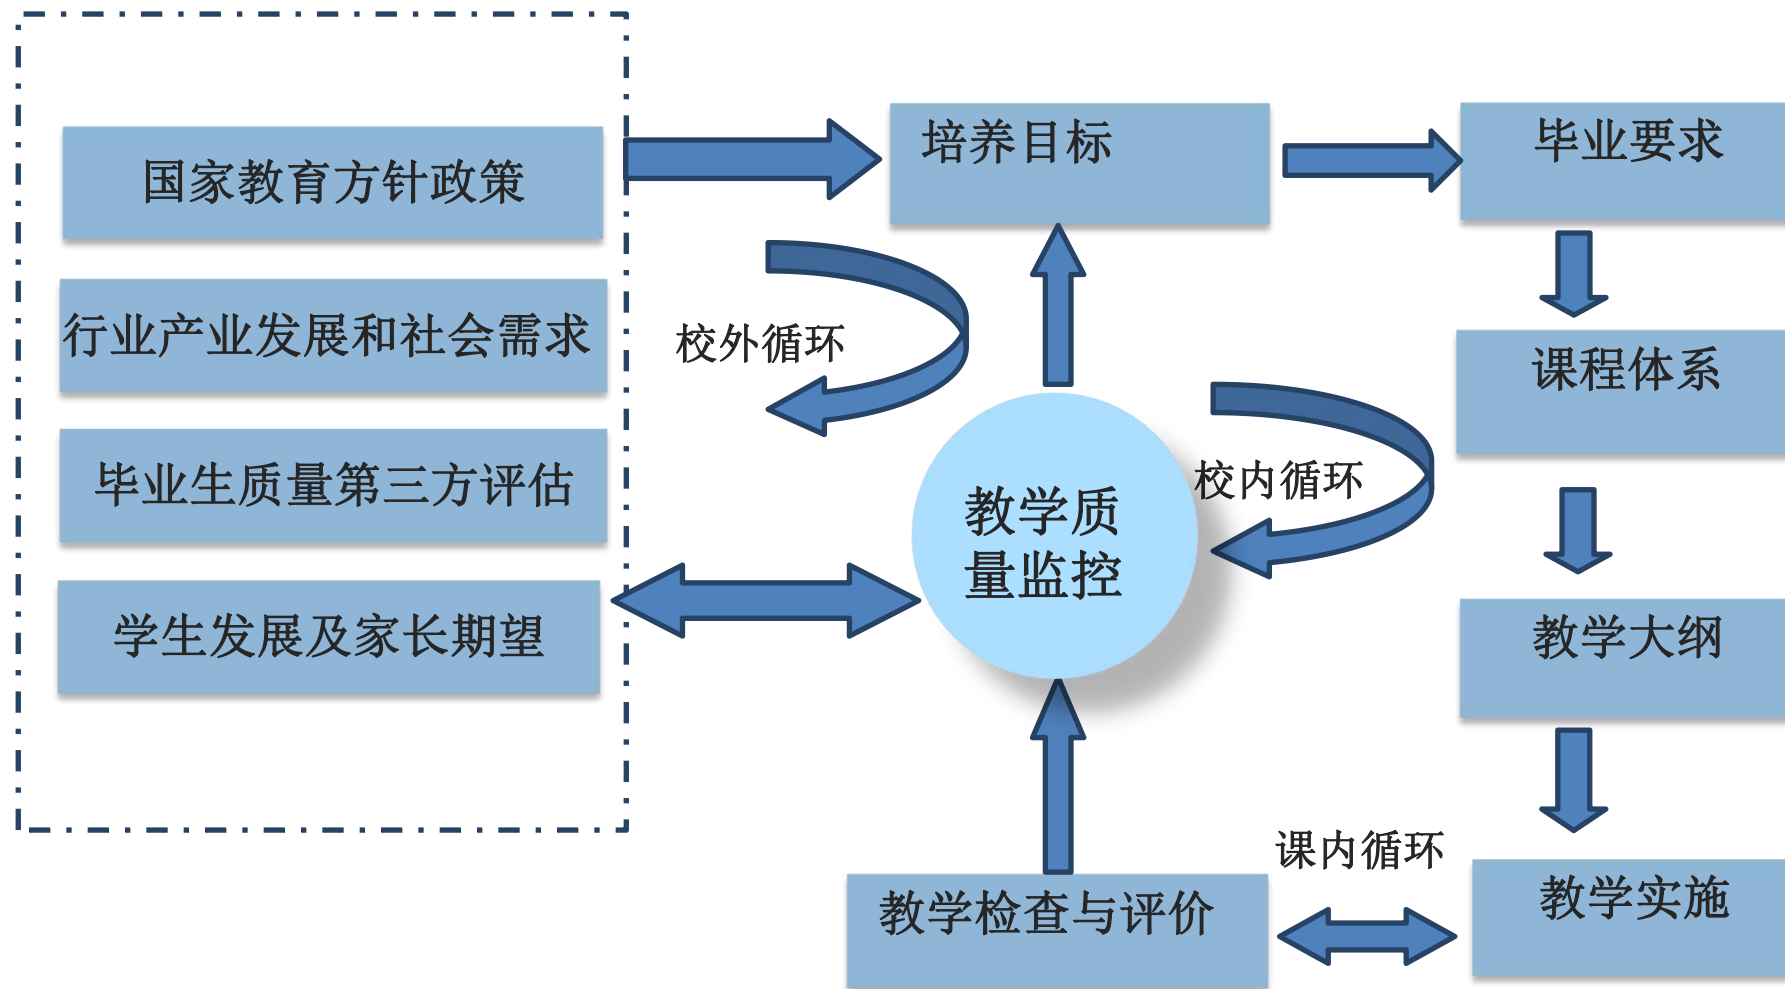 国家教育方针政策
行业产业发展和社会需求
毕业生质量第三方评估
学生发展及家长期望
校外循环
培养目标
毕业要求
课程体系
校内循环
教学质
量监控
教学大纲
课内循环
教学检查与评价
教学实施